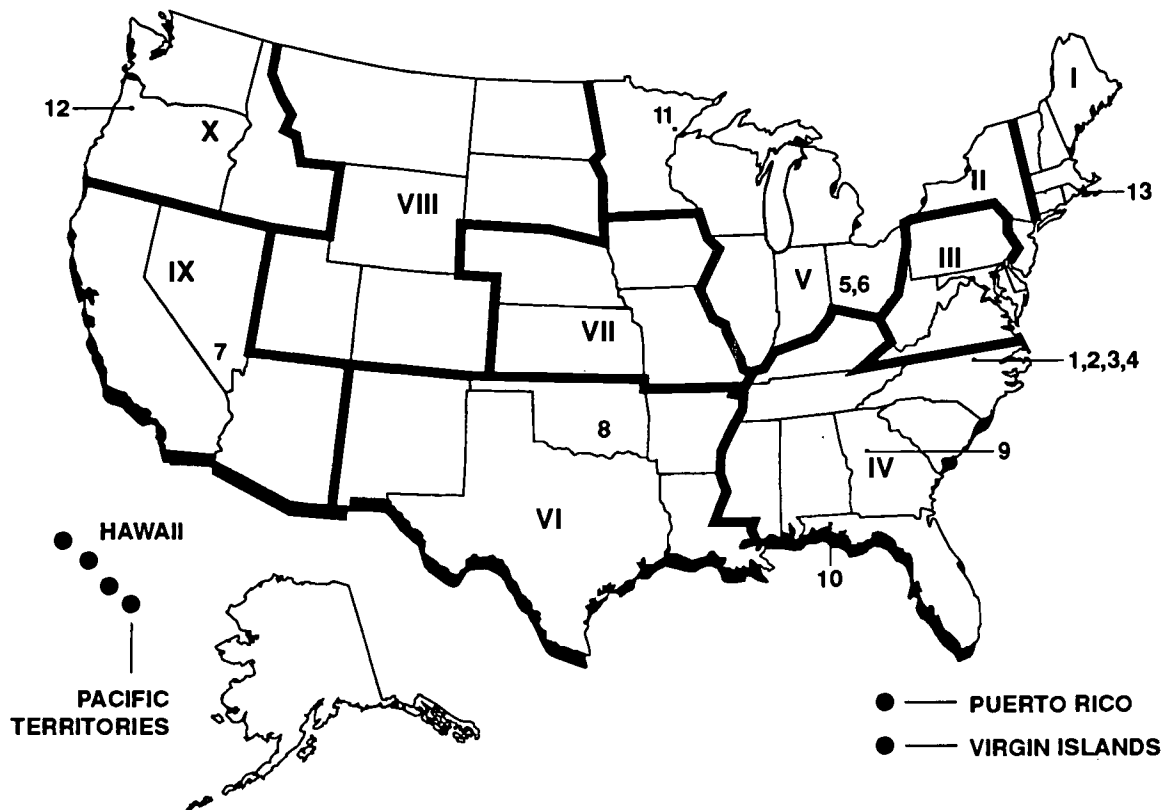 I
11
12
X
II
13
VIII
III
IX
V
5,6
VII
7
1,2,3,4
8
9
IV
VI
HAWAII
10
PACIFIC
TERRITORIES
PUERTO RICO
VIRGIN ISLANDS